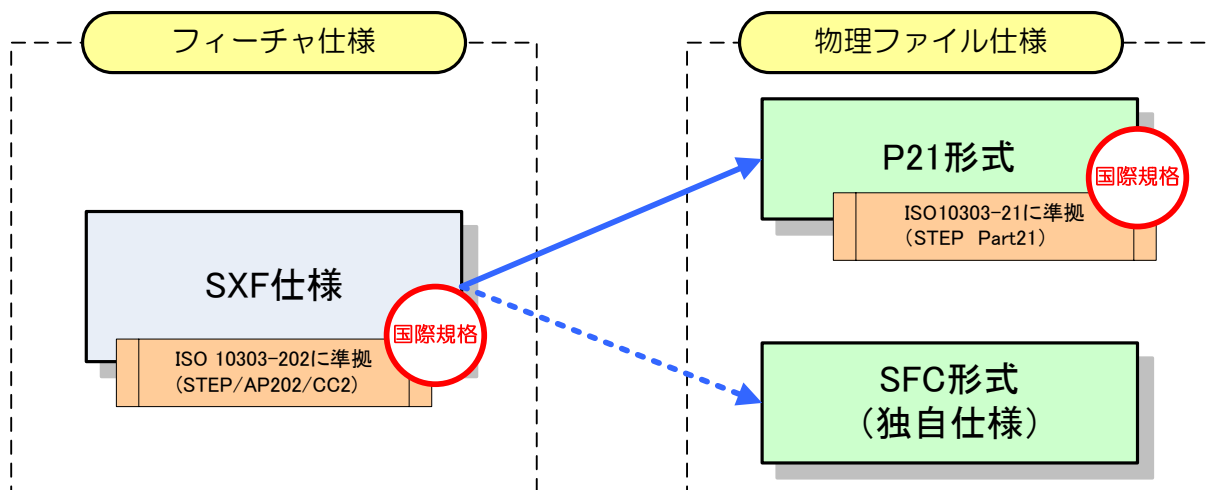 フィーチャ仕様
物理ファイル仕様
P21形式
国際規格
ISO10303-21に準拠
(STEP Part21)
SXF仕様
国際規格
ISO 10303-202に準拠
(STEP/AP202/CC2)
SFC形式
(独自仕様)